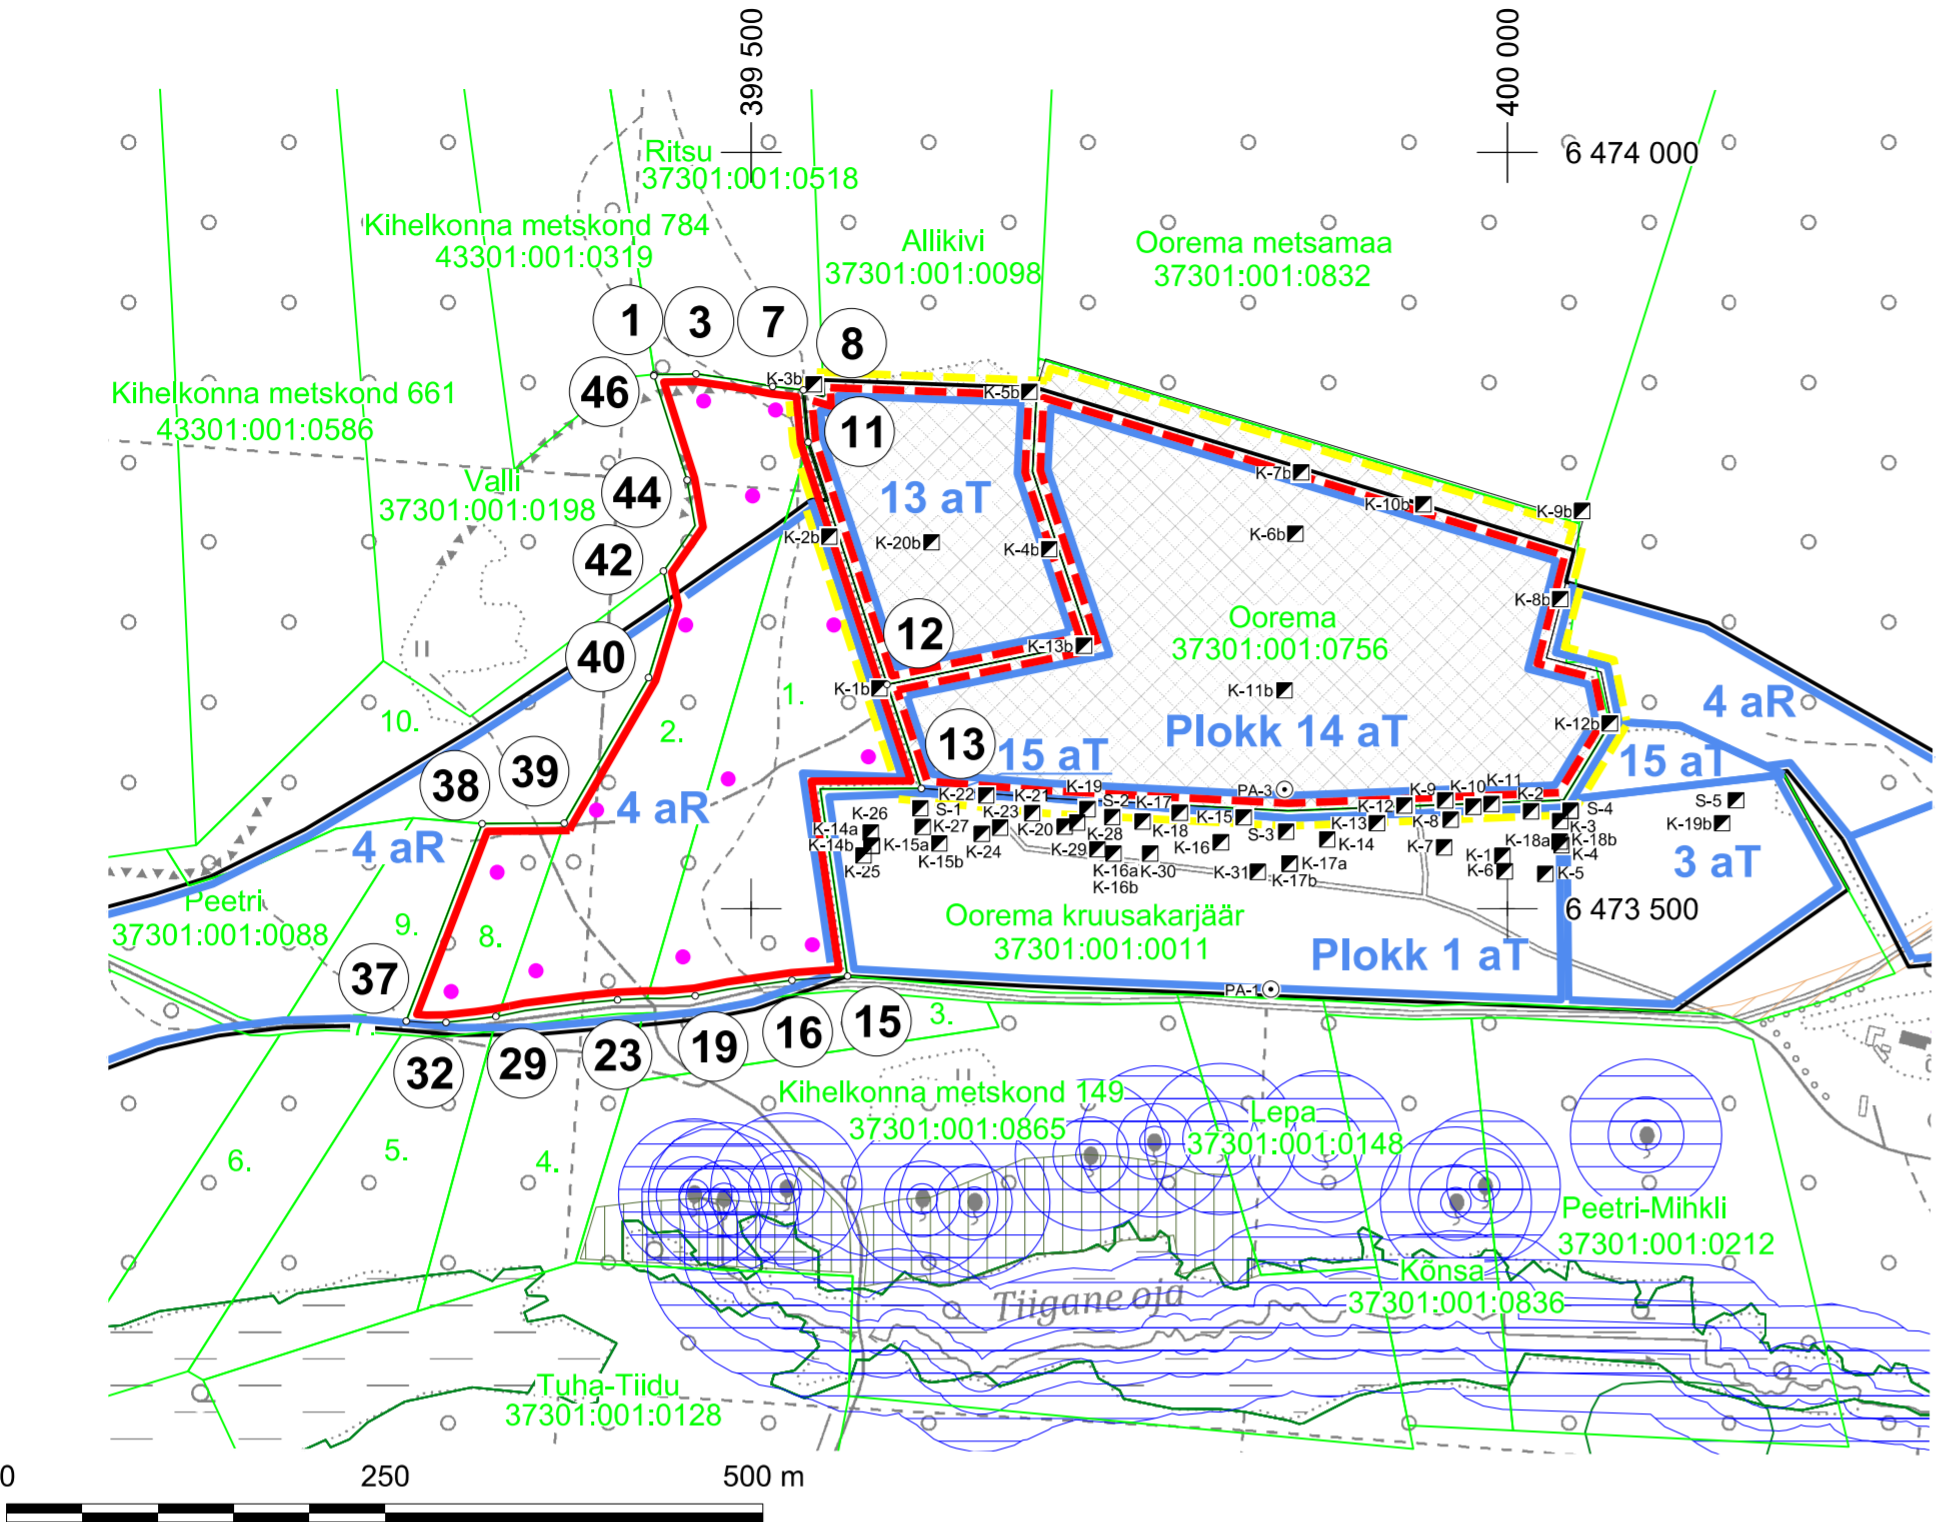 399 500
400 000
6 474 000
Ritsu
37301:001:0518
Kihelkonna metskond 784
43301:001:0319
Allikivi
37301:001:0098
Oorema metsamaa
37301:001:0832
1
3
7
8
K-3b
K-5b
46
Kihelkonna metskond 661
43301:001:0586
11
Valli
37301:001:0198
44
13 aT
K-7b
K-10b
K-9b
K-2b
K-20b
K-4b
K-6b
42
K-8b
12
Oorema
37301:001:0756
40
K-13b
K-1b
1.
K-11b
10.
2.
4 aR
Plokk 14 aT
K-12b
13
15 aT
15 aT
38
39
4 aR
PA-3
K-22
K-21
K-19
S-2
K-17
K-12
K-9
K-10
K-11
K-2
S-4
S-5
K-26
S-1
K-23
K-20
K-28
K-18
K-15
S-3
K-13
K-8
K-3
K-19b
K-14a
K-27
K-14b
K-15a
K-15b
K-24
K-29
K-16
K-14
K-7
K-18a
K-18b
K-1
K-4
K-25
K-16a
K-16b
K-30
K-31
K-17a
K-17b
K-6
K-5
4 aR
3 aT
Peetri
37301:001:0088
9.
8.
Oorema kruusakarjäär
37301:001:0011
6 473 500
Plokk 1 aT
37
PA-1
7.
32
29
23
19
16
15
3.
Kihelkonna metskond 149
37301:001:0865
Lepa
37301:001:0148
6.
5.
4.
Peetri-Mihkli
37301:001:0212
Kõnsa
37301:001:0836
Tiigane oja
Tuha-Tiidu
37301:001:0128
0
250
500 m